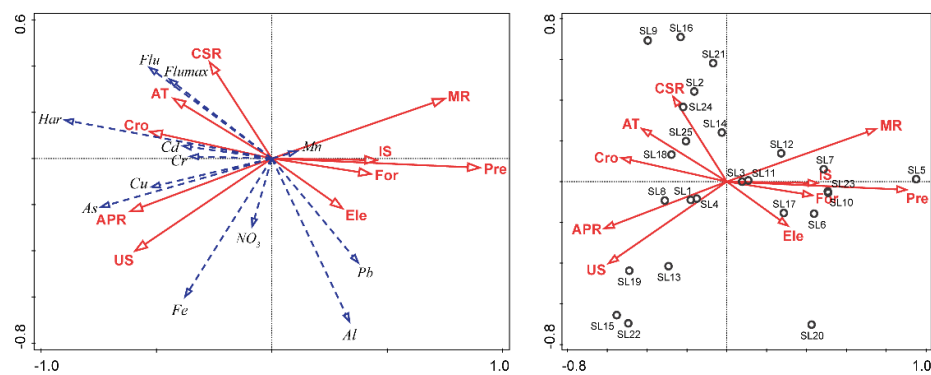 0.6
CSR
Flu
Flumax
AT
MR
Har
Cro
Cd
Mn
Cr
IS
Pre
For
Cu
As
APR
Ele
NO3
US
Pb
Fe
Al
-0.8
-1.0
1.0
0.8
SL9
SL16
SL21
SL2
CSR
SL24
AT
SL14
MR
SL25
SL12
Cro
SL18
SL7
SL3
SL11
IS
SL5
SL8
SL1
SL23
For
Pre
SL4
SL10
SL17
SL6
APR
Ele
US
SL13
SL19
SL15
SL22
SL20
-0.8
-0.8
1.0